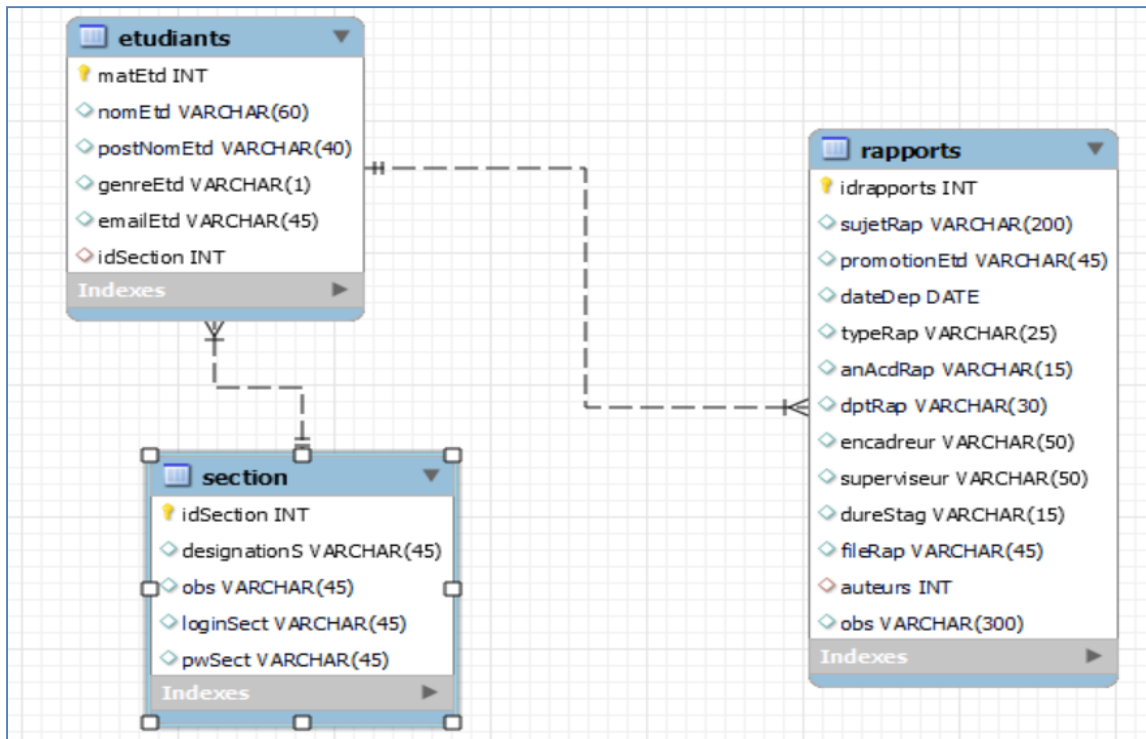 etudiants
matEtd INT
nomEtd VARCHAR(60)
postNomEtd VARCHAR(40)
genreEtd VARCHAR(1)
emailEtd VARCHAR(45)
idSection INT
Indexes
section
idSection INT
designationS VARCHAR(45)
obs VARCHAR(45)
loginSect VARCHAR(45)
pwSect VARCHAR(45)
Indexes
rapports
idrapports INT
sujetRap VARCHAR(200)
promotionEtd VARCHAR(45)
dateDep DATE
typeRap VARCHAR(25)
anAcdRap VARCHAR(15)
dptRap VARCHAR(30)
encadreur VARCHAR(50)
superviseur VARCHAR(50)
dureStag VARCHAR(15)
fileRap VARCHAR(45)
auteurs INT
obs VARCHAR(300)
Indexes